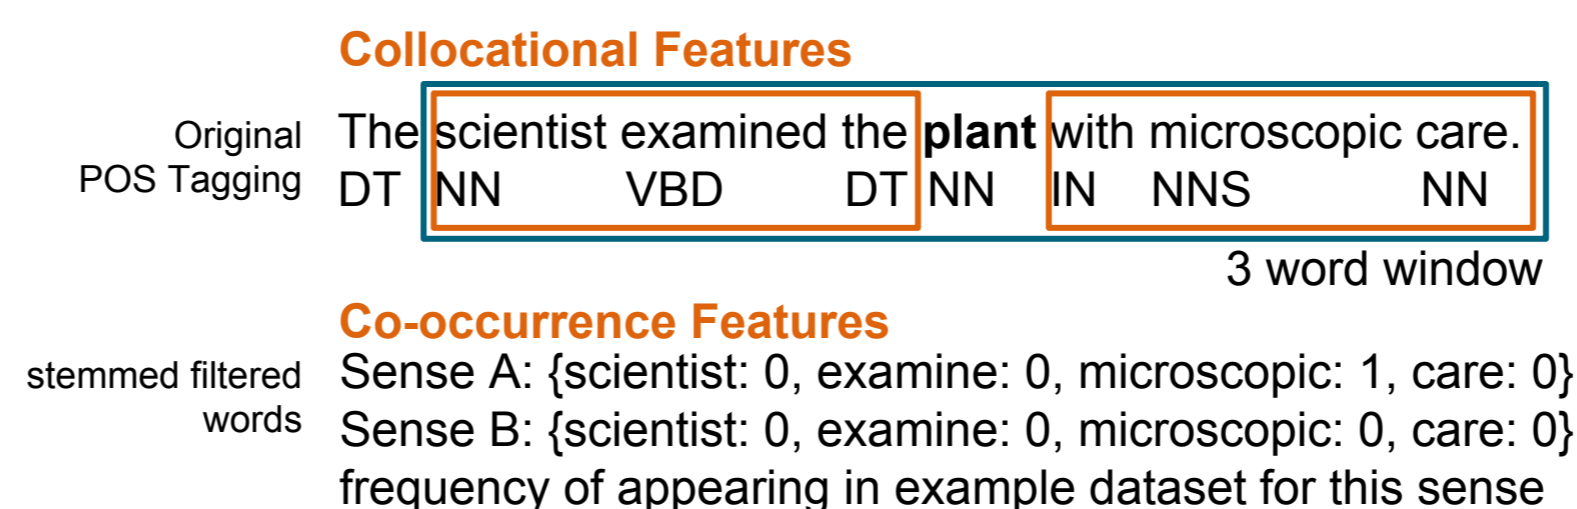 Collocational Features
Original The scientist examined the plant with microscopic care.
POS Tagging DT NN VBD DT NN IN NNS NN
3 word window
Co-occurrence Features
stemmed filtered Sense A: {scientist: 0, examine: 0, microscopic: 1, care: 0}
words Sense B: {scientist: 0, examine: 0, microscopic: 0, care: 0}
frequency of appearing in example dataset for this sense